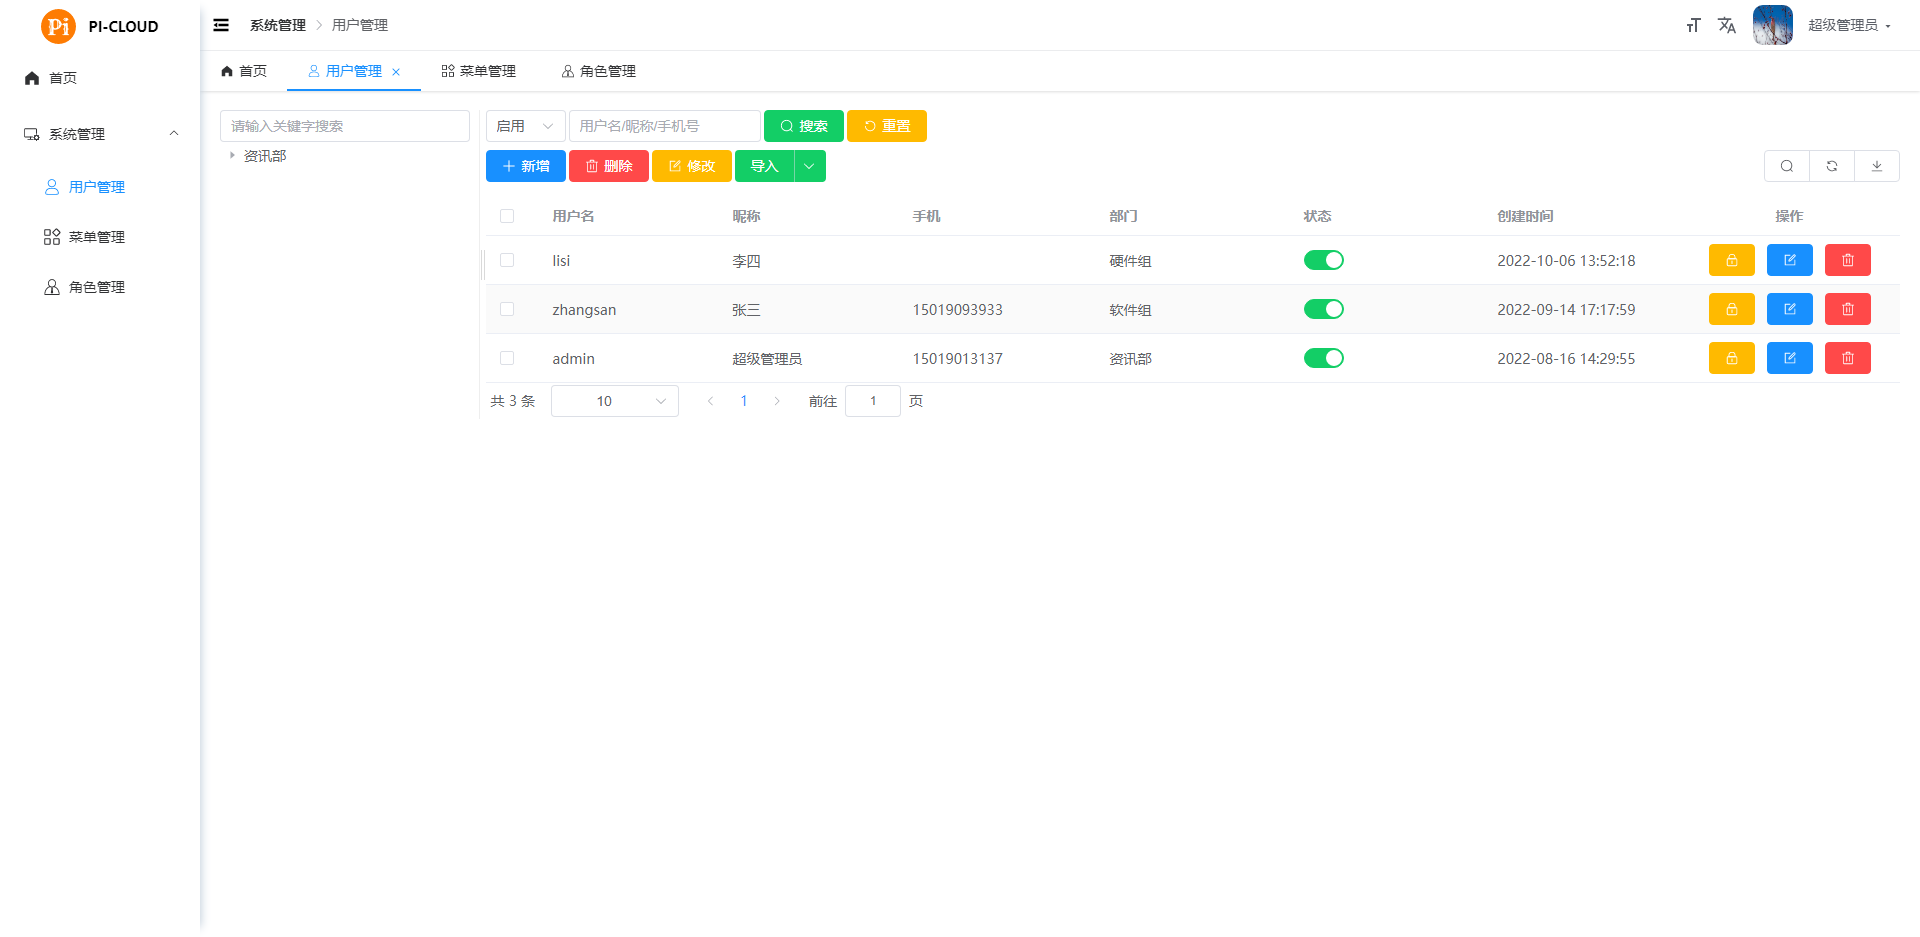 Pi PI-CLOUD
首页
系统管理
用户管理
菜单管理
角色管理
系统管理 用户管理
超级管理员
首页 用户管理 菜单管理 角色管理
请输入关键字搜索
资讯部
启用 用户名/昵称/手机号 搜索 重置
新增 删除 修改 导入
用户名 昵称 手机 部门 状态 创建时间 操作
lisi 李四 硬件组 2022-10-06 13:52:18
zhangsan 张三 15019093933 软件组 2022-09-14 17:17:59
admin 超级管理员 15019013137 资讯部 2022-08-16 14:29:55
共 3 条 10 1 前往 1 页